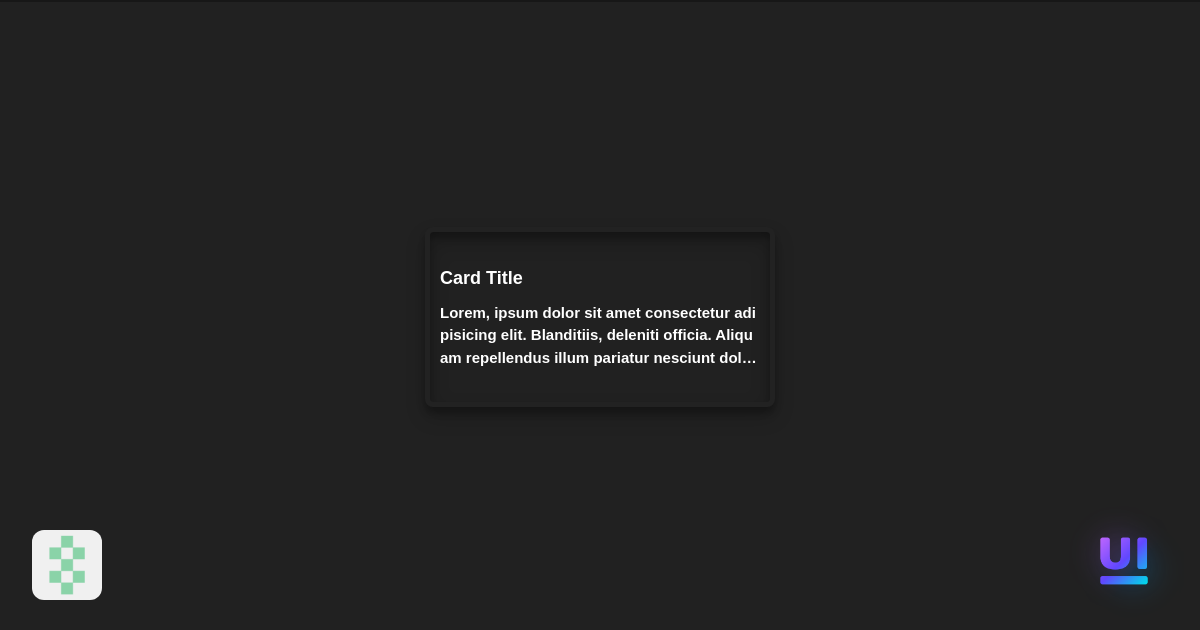 Card Title
Lorem, ipsum dolor sit amet consectetur adi
pisicing elit. Blanditiis, deleniti officia. Aliqu
am repellendus illum pariatur nesciunt dol…
UI